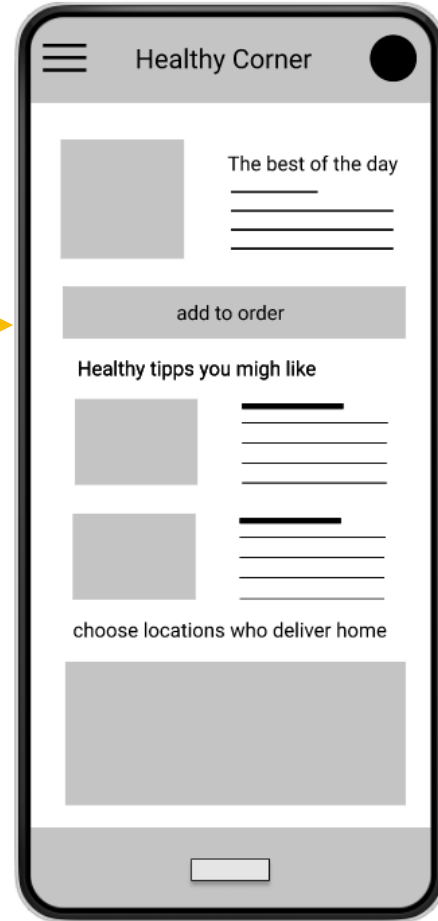 Healthy Corner
The best of the day
add to order
Healthy tipps you migh like
choose locations who deliver home